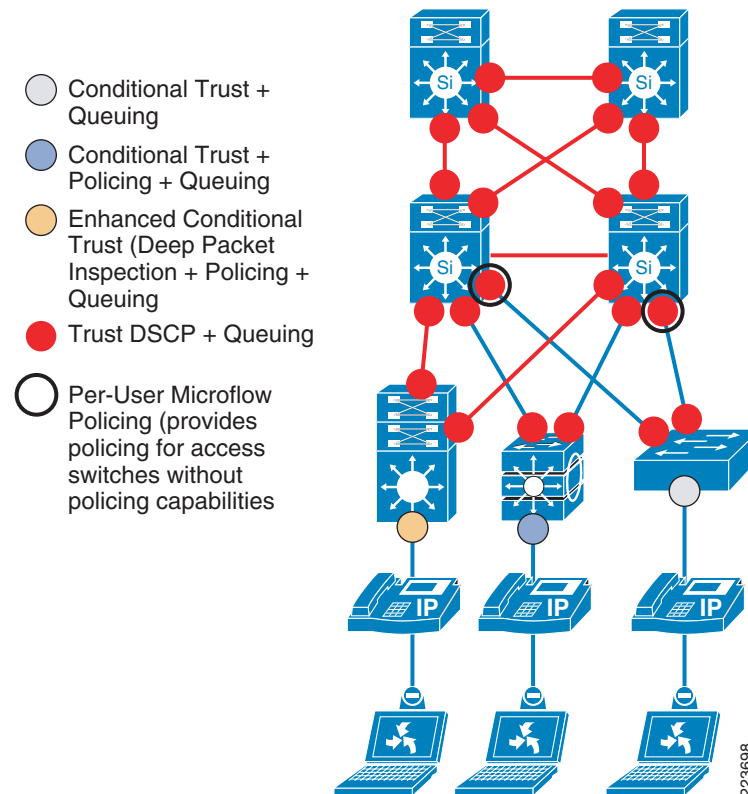 Conditional Trust +
Queuing
Conditional Trust +
Policing + Queuing
Enhanced Conditional
Trust (Deep Packet
Inspection + Policing +
Queuing
Trust DSCP + Queuing
Per-User Microflow
Policing (provides
policing for access
switches without
policing capabilities
Si
Si
Si
Si
IP
IP
IP
223698